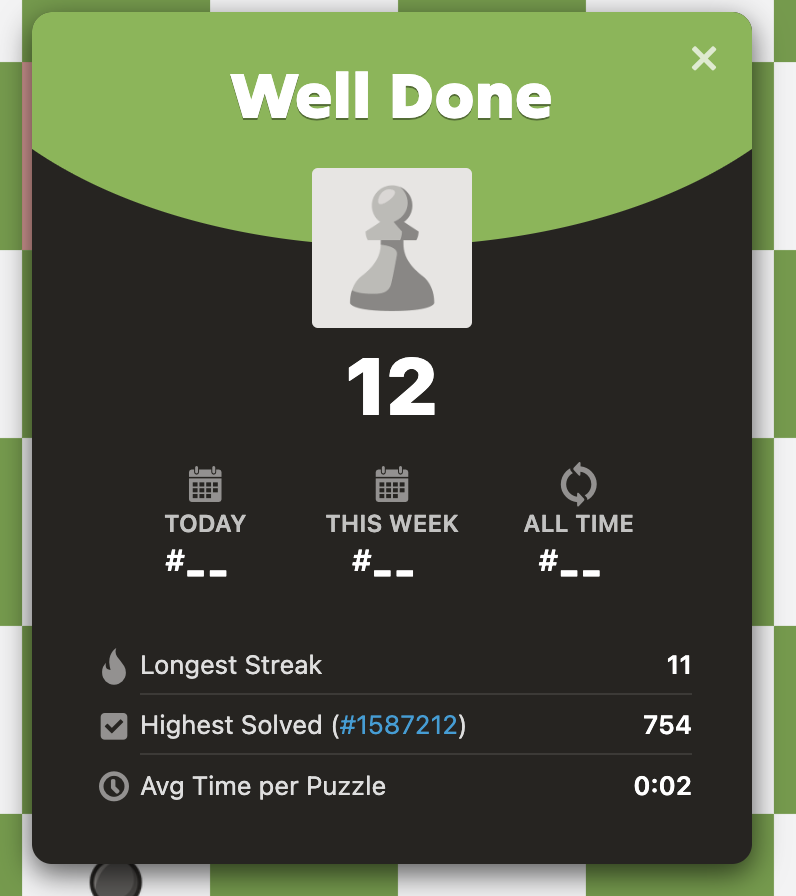 Well Done
12
TODAY THIS WEEK ALL TIME
#__ #__ #__
Longest Streak 11
Highest Solved (#1587212) 754
Avg Time per Puzzle 0:02